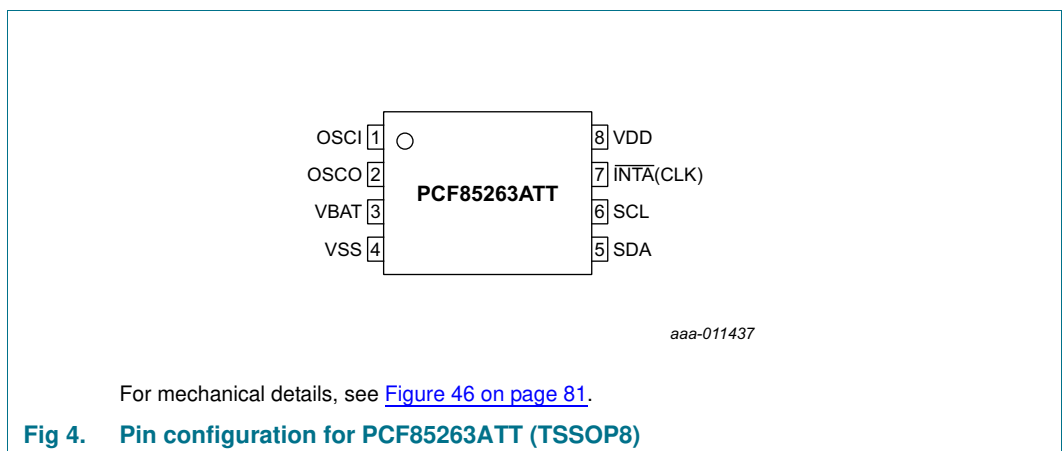 OSCI 1 8 VDD
OSCO 2 7 INTA(CLK)
PCF85263ATT
VBAT 3 6 SCL
VSS 4 5 SDA
aaa-011437
For mechanical details, see Figure 46 on page 81.
Fig 4. Pin configuration for PCF85263ATT (TSSOP8)